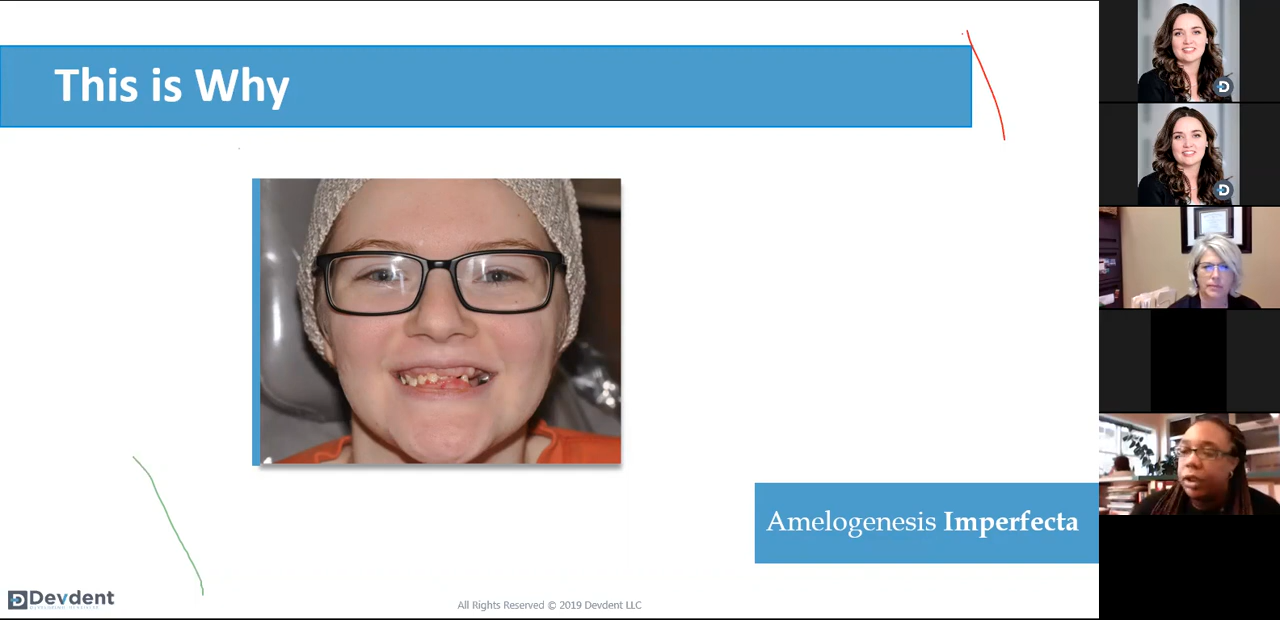 This is Why
Amelogenesis Imperfecta
Devdent
All Rights Reserved © 2019 Devdent LLC